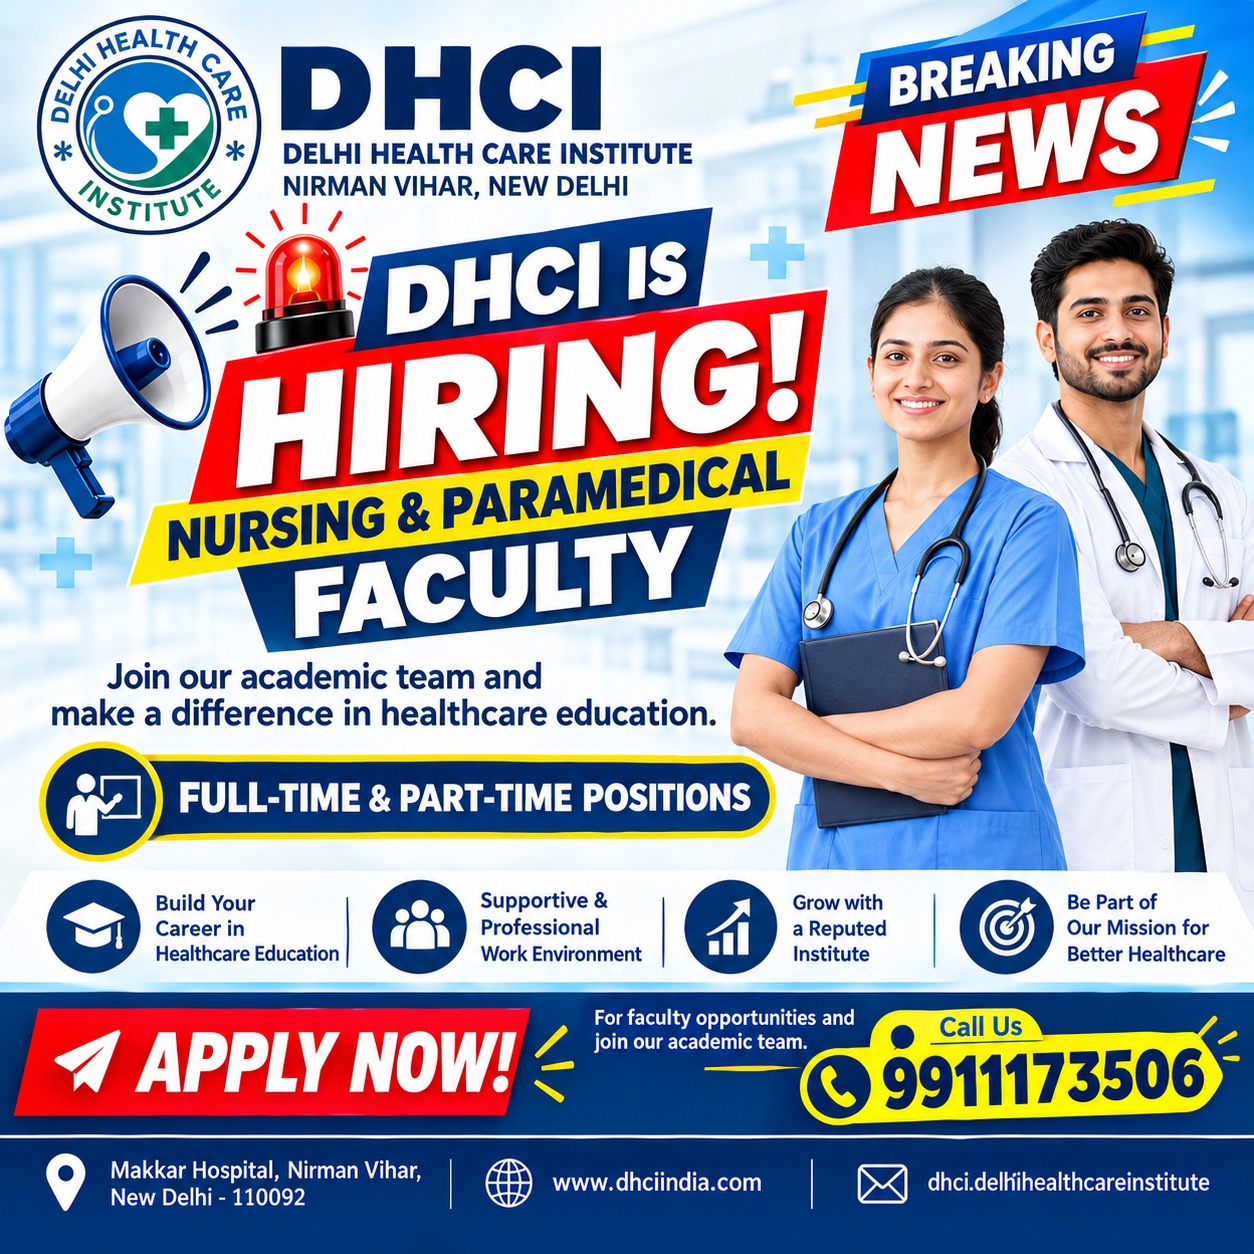 DELHI HEALTH CARE
INSTITUTE
DHCI
DELHI HEALTH CARE INSTITUTE
NIRMAN VIHAR, NEW DELHI
BREAKING
NEWS
DHCI IS
HIRING!
NURSING & PARAMEDICAL
FACULTY
Join our academic team and
make a difference in healthcare education.
FULL-TIME & PART-TIME POSITIONS
Build Your
Career in
Healthcare Education
Supportive &
Professional
Work Environment
Grow with
a Reputed
Institute
Be Part of
Our Mission for
Better Healthcare
APPLY NOW!
For faculty opportunities and
join our academic team.
Call Us
9911173506
Makkar Hospital, Nirman Vihar,
New Delhi - 110092
www.dhciindia.com
dhci.delhihealthcareinstitute